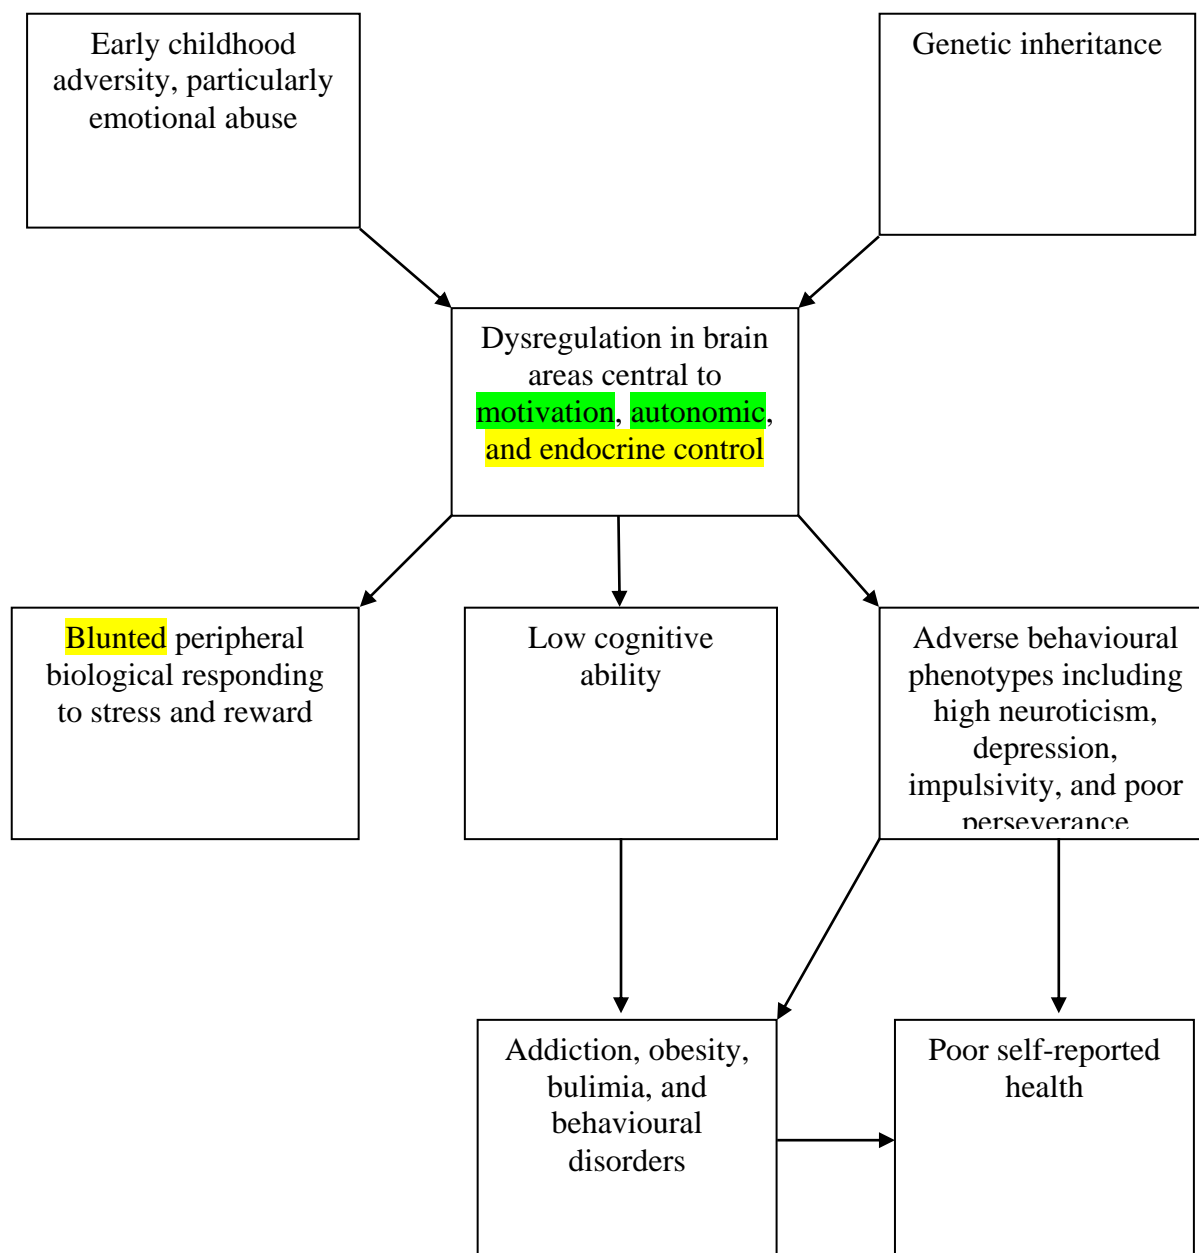 Early childhood
adversity, particularly
emotional abuse
Genetic inheritance
Dysregulation in brain
areas central to
motivation, autonomic,
and endocrine control
Blunted peripheral
biological responding
to stress and reward
Low cognitive
ability
Adverse behavioural
phenotypes including
high neuroticism,
depression,
impulsivity, and poor
perseverance
Addiction, obesity,
bulimia, and
behavioural
disorders
Poor self-reported
health